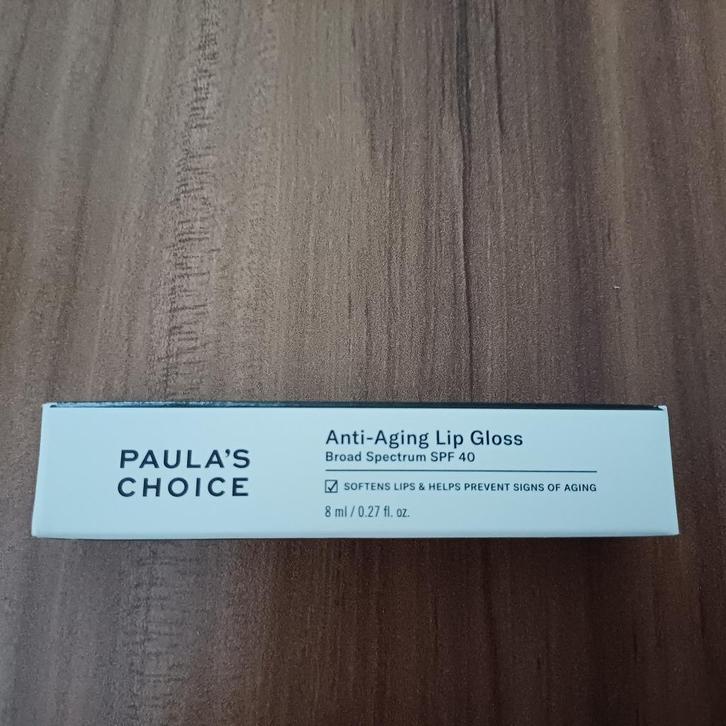 PAULA'S
CHOICE
Anti-Aging Lip Gloss
Broad Spectrum SPF 40
SOFTENS LIPS & HELPS PREVENT SIGNS OF AGING
8 ml / 0.27 fl. oz.